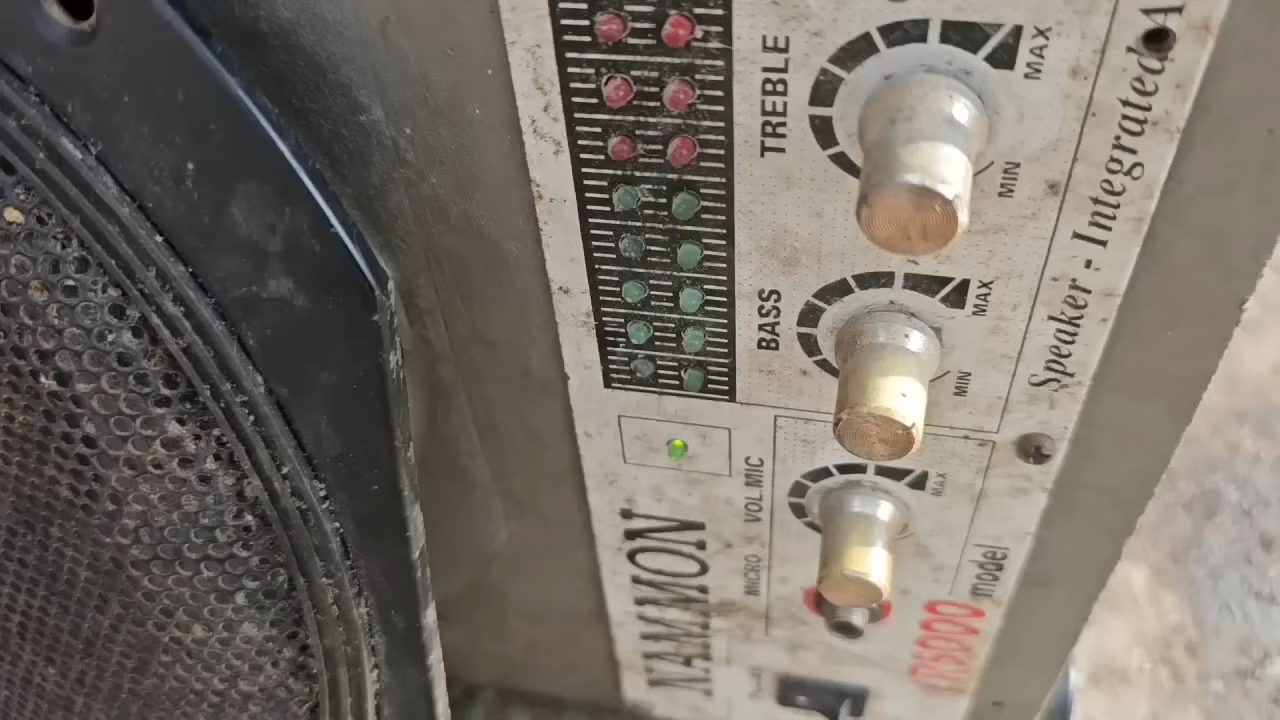 NAMMON
MICRO
VOL.MIC
MAX
BASS
MIN
MAX
TREBLE
MIN
MAX
model
Speaker - Integrated A